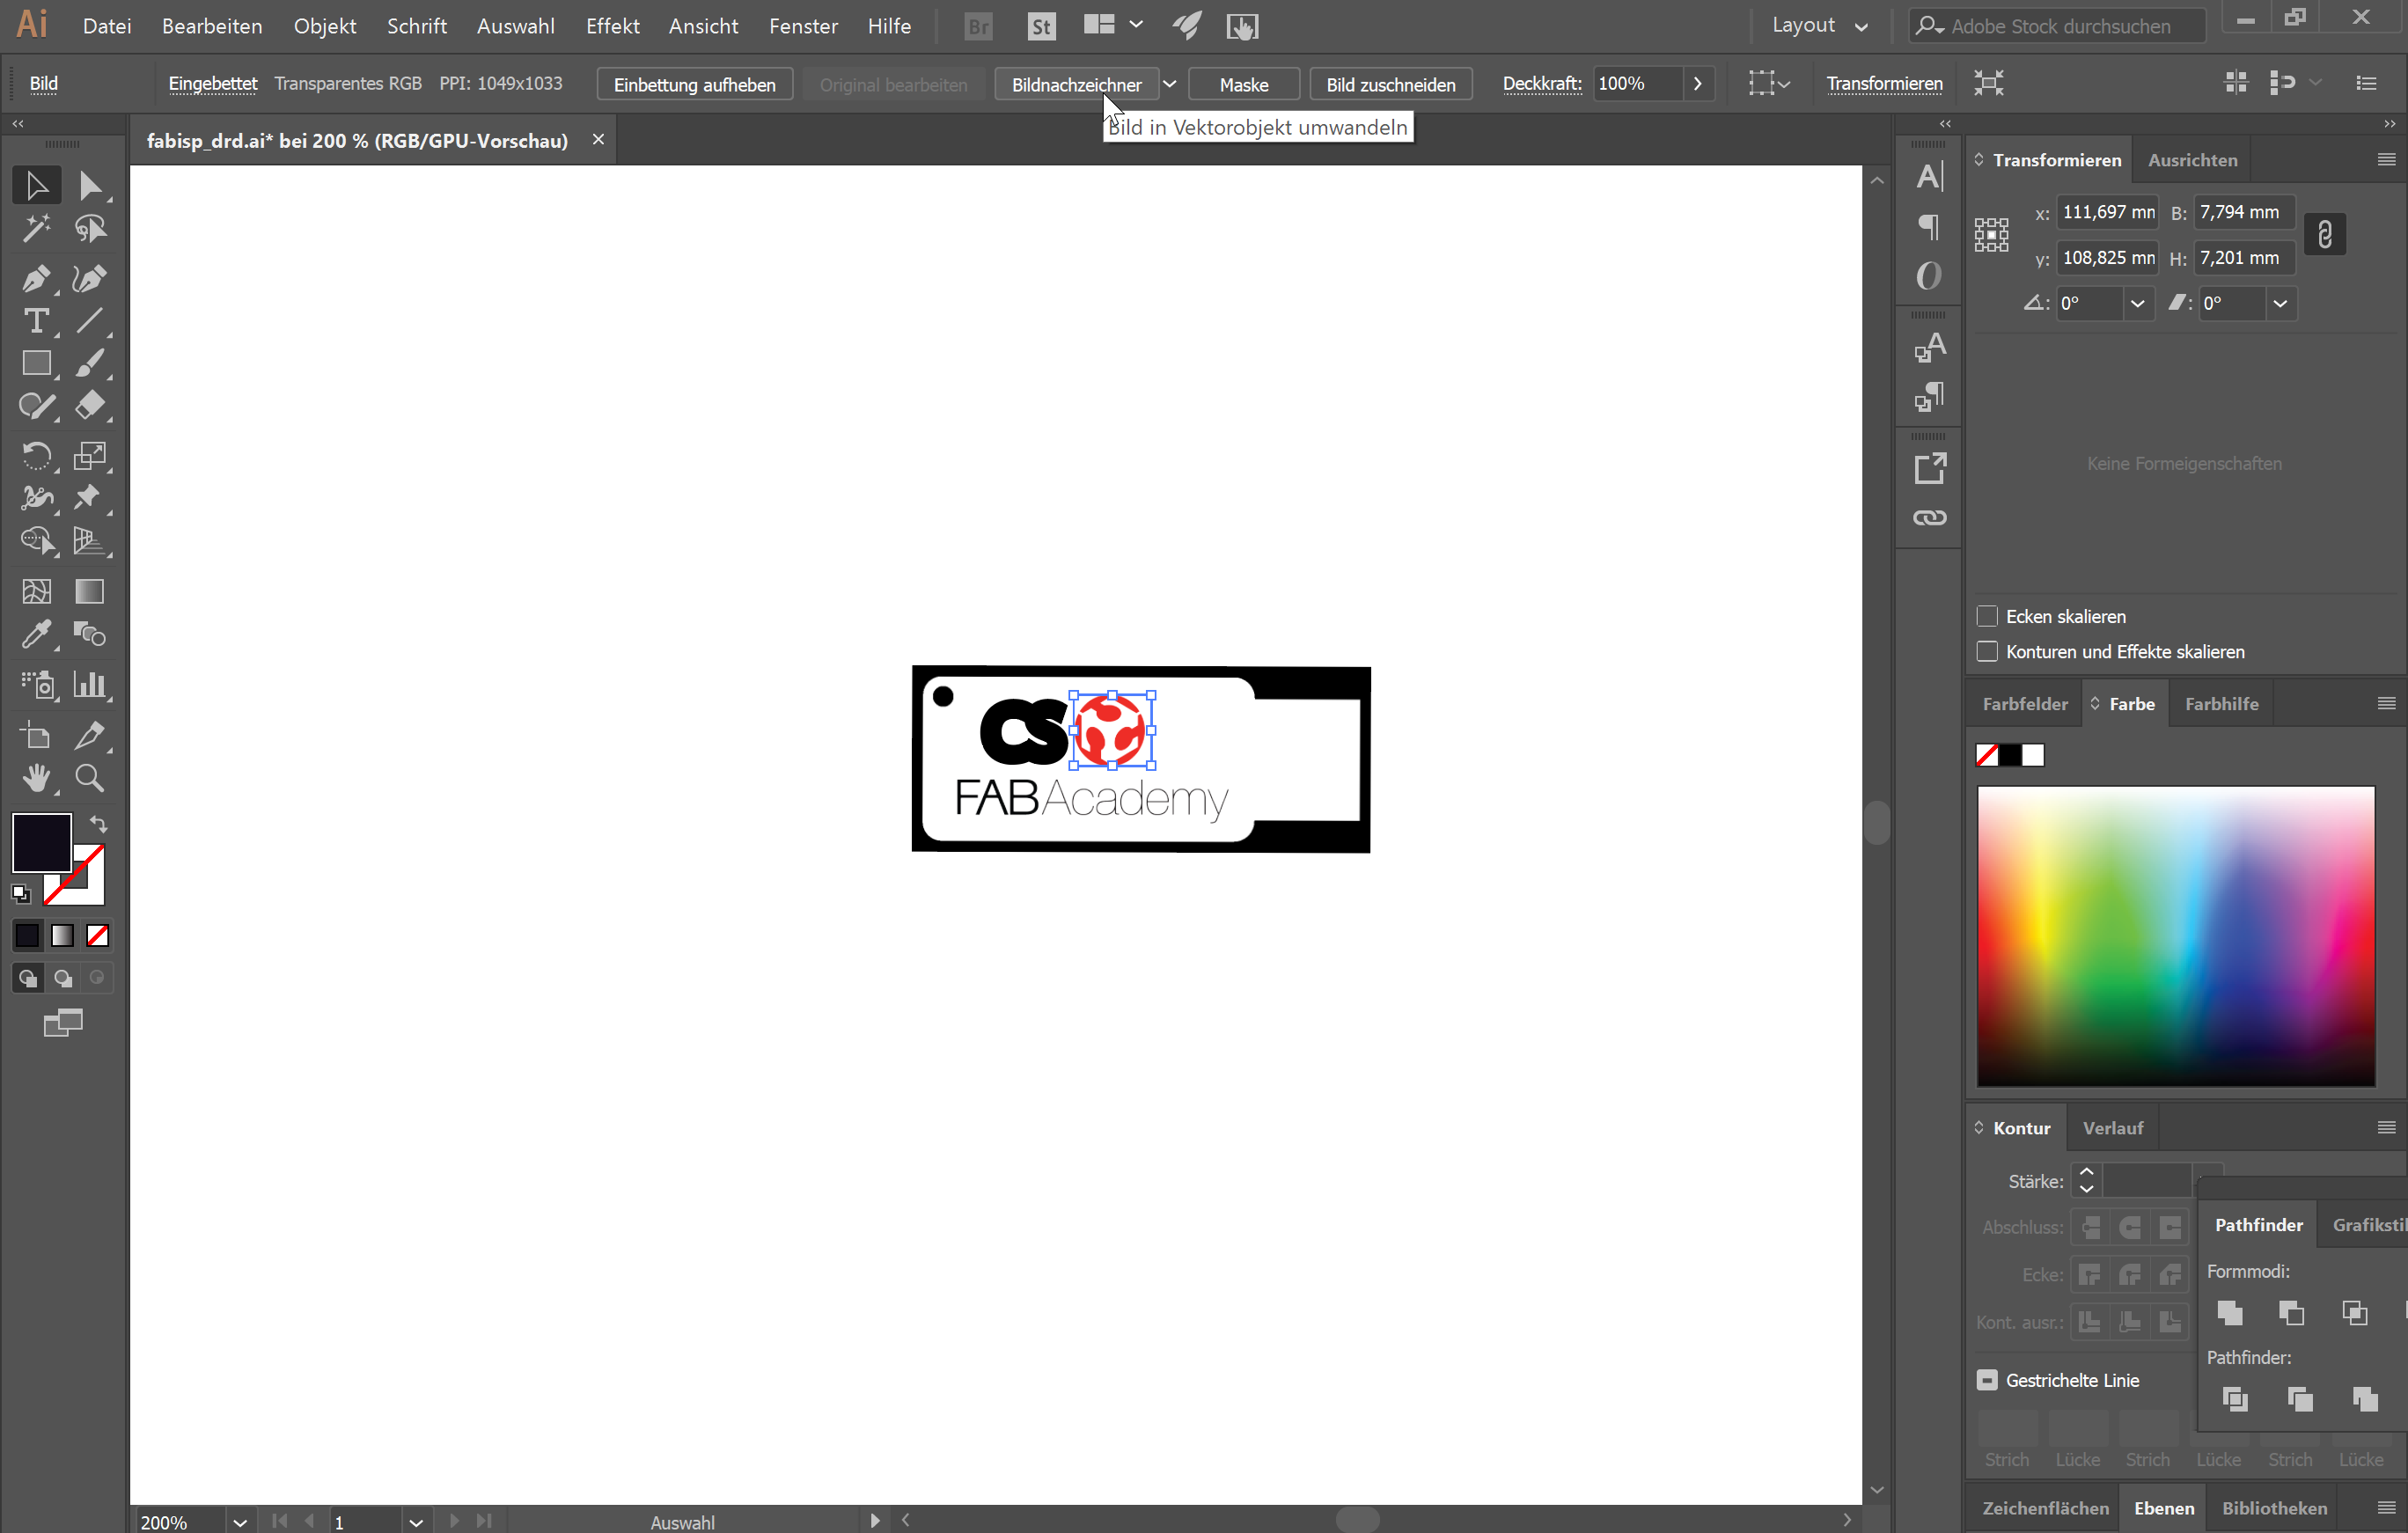 Ai Datei Bearbeiten Objekt Schrift Auswahl Effekt Ansicht Fenster Hilfe Br St Layout Adobe Stock durchsuchen
Bild Eingebettet Transparentes RGB PPI: 1049x1033 Einbettung aufheben Original bearbeiten Bildnachzeichner Maske Bild zuschneiden Deckkraft: 100% Transformieren
Bild in Vektorobjekt umwandeln
fabisp_drd.ai* bei 200 % (RGB/GPU-Vorschau)
Transformieren Ausrichten
x: 111,697 mm B: 7,794 mm
y: 108,825 mm H: 7,201 mm
0° 0°
Keine Formeigenschaften
Ecken skalieren
Konturen und Effekte skalieren
Farbfelder Farbe Farbhilfe
CS
FABAcademy
Kontur Verlauf
Stärke:
Abschluss:
Ecke:
Kont. ausr.:
Pathfinder Grafikstil
Formmodi:
Pathfinder:
Gestrichelte Linie
Strich Lücke Strich Lücke Strich Lücke
Zeichenflächen Ebenen Bibliotheken
200% 1 Auswahl